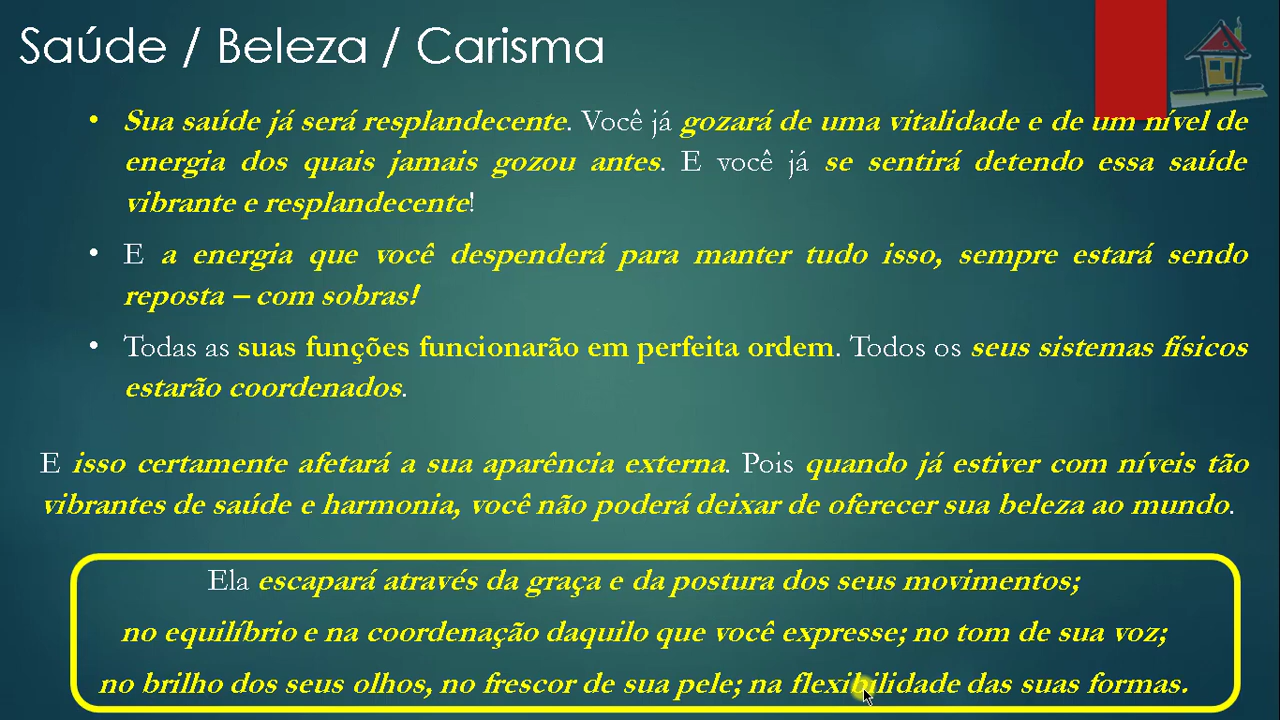 Saúde / Beleza / Carisma
• Sua saúde já será resplandecente. Você já gozará de uma vitalidade e de um nível de
energia dos quais jamais gozou antes. E você já se sentirá detendo essa saúde
vibrante e resplandecente!
• E a energia que você despenderá para manter tudo isso, sempre estará sendo
reposta – com sobras!
• Todas as suas funções funcionarão em perfeita ordem. Todos os seus sistemas físicos
estarão coordenados.
E isso certamente afetará a sua aparência externa. Pois quando já estiver com níveis tão
vibrantes de saúde e harmonia, você não poderá deixar de oferecer sua beleza ao mundo.
Ela escapará através da graça e da postura dos seus movimentos;
no equilíbrio e na coordenação daquilo que você expresse; no tom de sua voz;
no brilho dos seus olhos, no frescor de sua pele; na flexibilidade das suas formas.